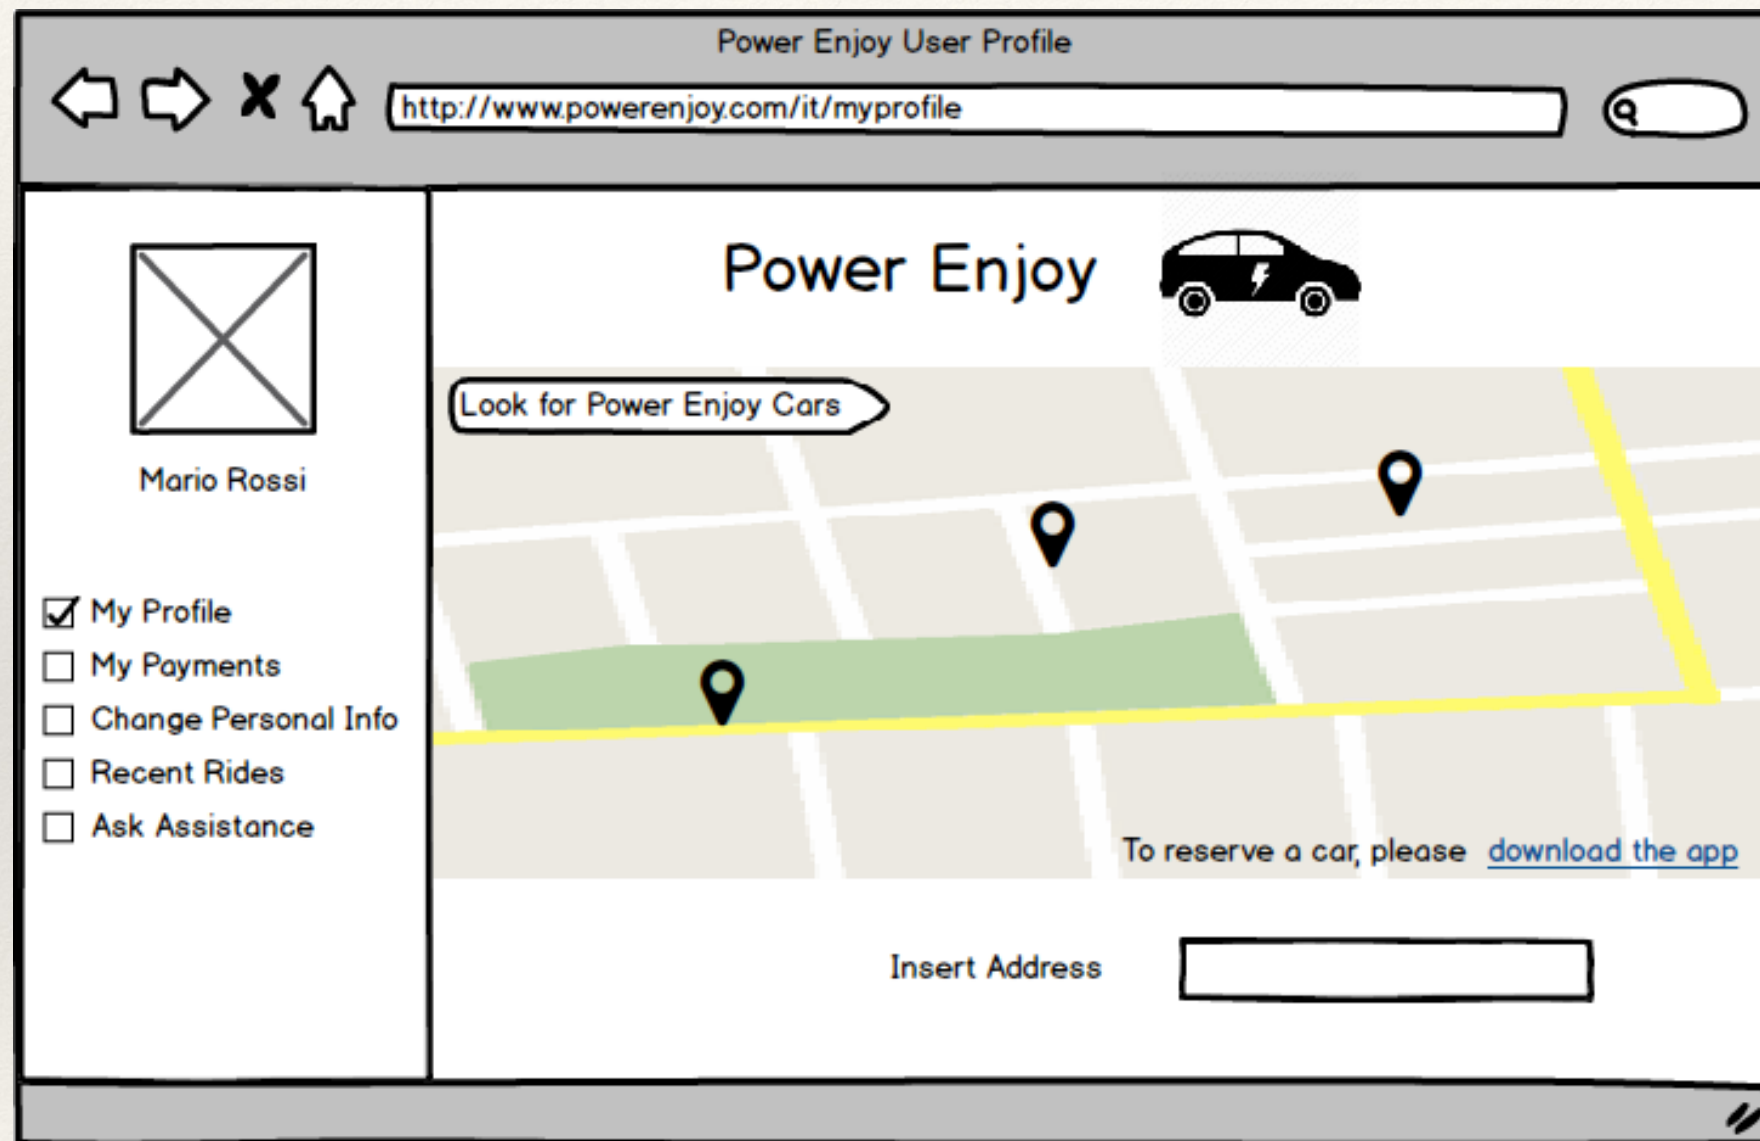 Power Enjoy User Profile
http://www.powerenjoy.com/it/myprofile
Power Enjoy
Mario Rossi
My Profile
My Payments
Change Personal Info
Recent Rides
Ask Assistance
Look for Power Enjoy Cars
To reserve a car, please download the app
Insert Address